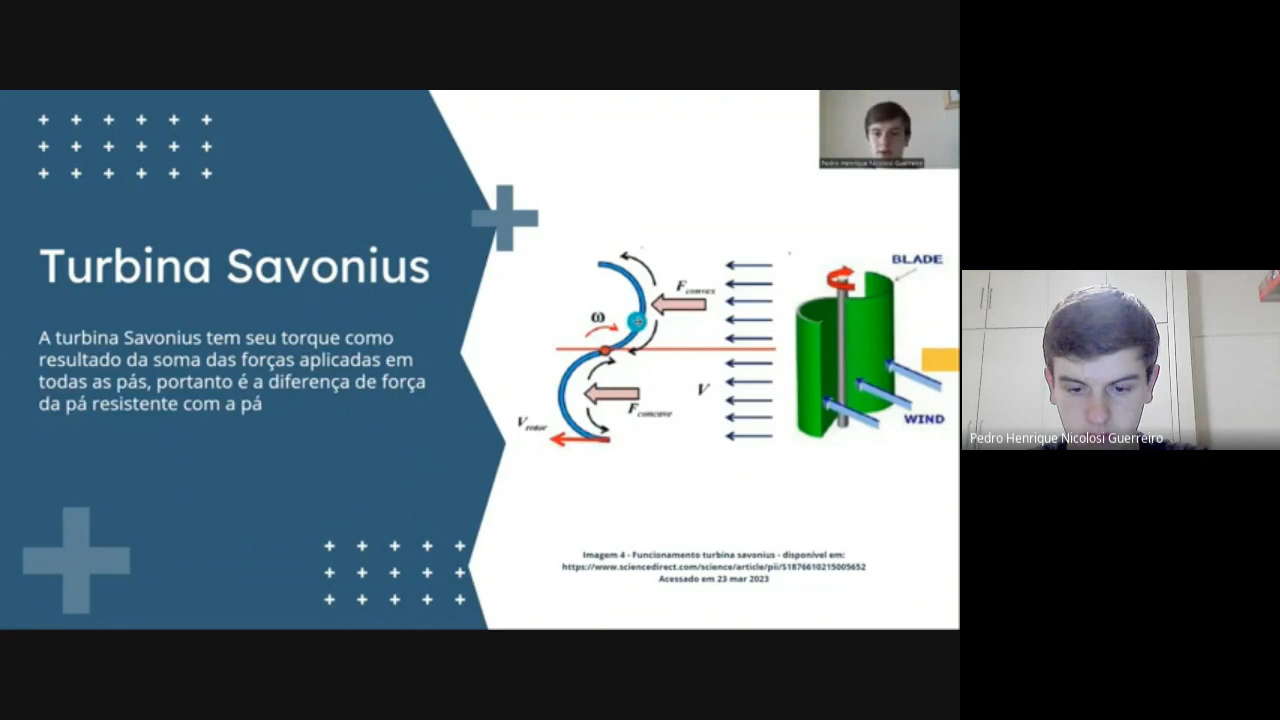 Pedro Henrique Nicolosi Guerreiro
Turbina Savonius
A turbina Savonius tem seu torque como
resultado da soma das forças aplicadas em
todas as pás, portanto é a diferença de força
da pá resistente com a pá
F convex
ω
F concave
V rotor
V
BLADE
WIND
Imagem 4 - Funcionamento turbina savonius - disponível em:
https://www.sciencedirect.com/science/article/pii/S1876610215005652
Acessado em 23 mar 2023
Pedro Henrique Nicolosi Guerreiro